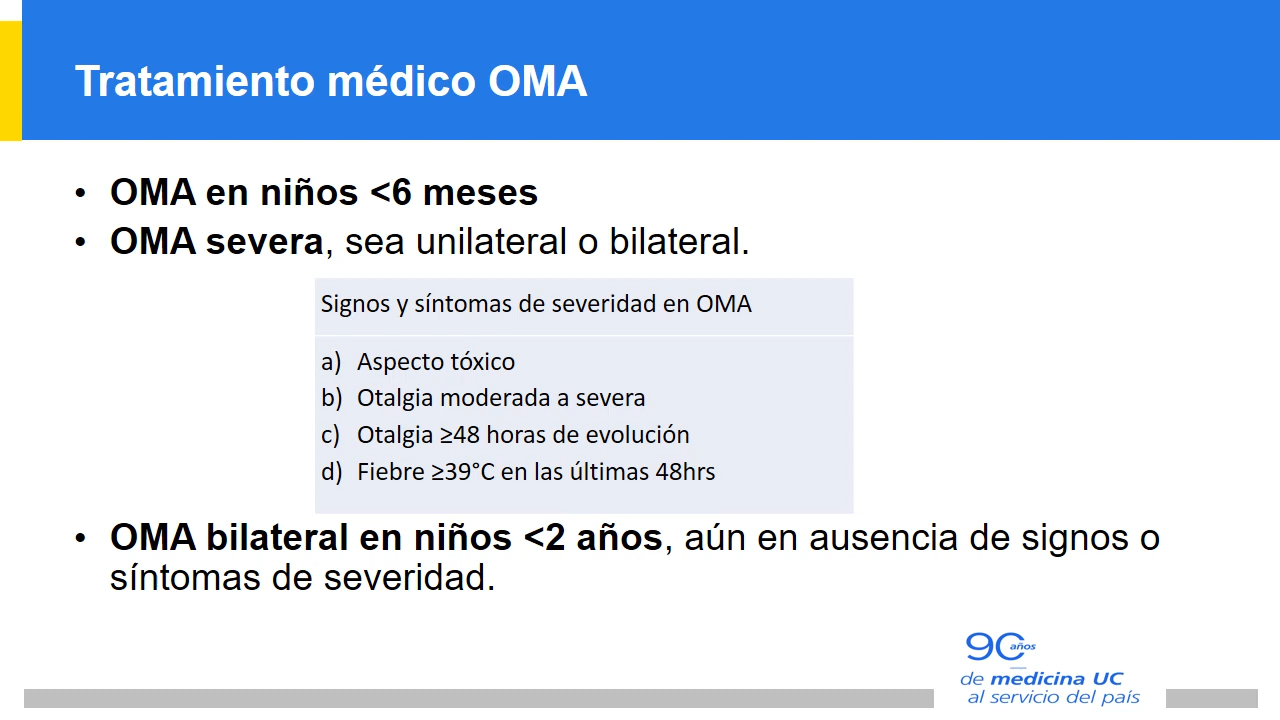 Tratamiento médico OMA
• OMA en niños <6 meses
• OMA severa, sea unilateral o bilateral.
Signos y síntomas de severidad en OMA
a) Aspecto tóxico
b) Otalgia moderada a severa
c) Otalgia ≥48 horas de evolución
d) Fiebre ≥39°C en las últimas 48hrs
• OMA bilateral en niños <2 años, aún en ausencia de signos o
síntomas de severidad.
90 años
de medicina UC
al servicio del país